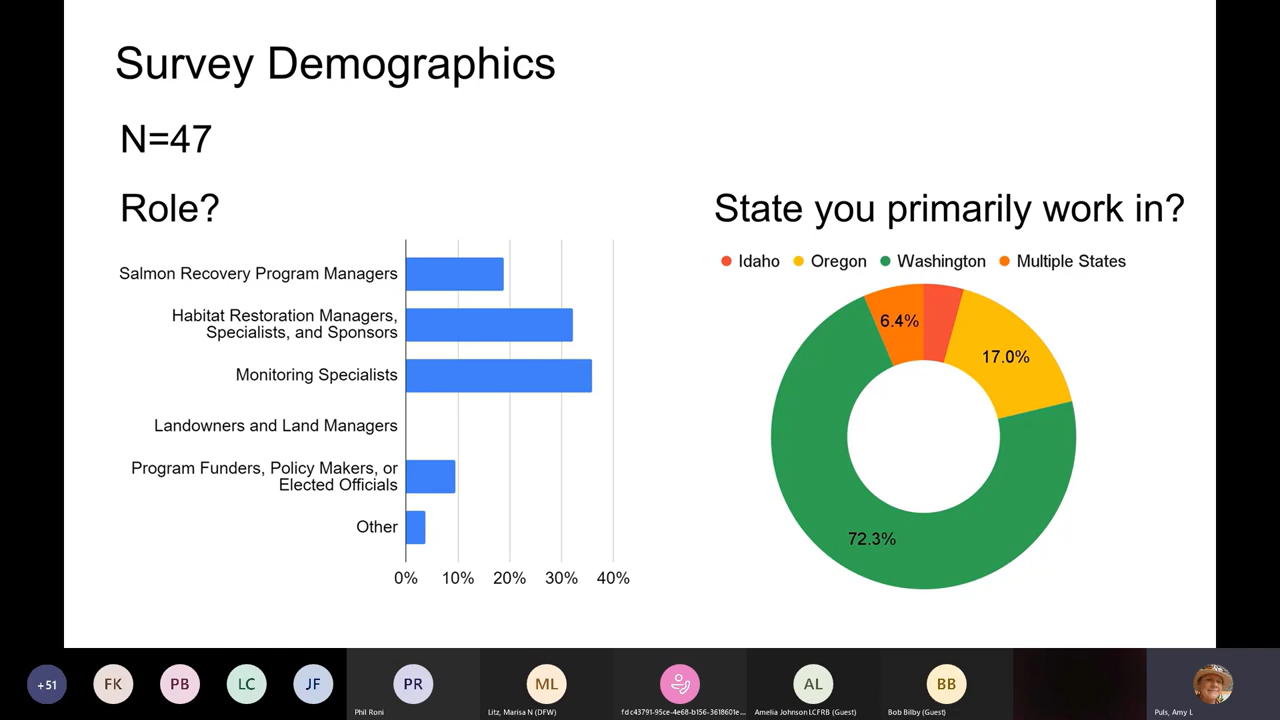 Survey Demographics
N=47
Role?
Salmon Recovery Program Managers
Habitat Restoration Managers,
Specialists, and Sponsors
Monitoring Specialists
Landowners and Land Managers
Program Funders, Policy Makers, or
Elected Officials
Other
0% 10% 20% 30% 40%
State you primarily work in?
Idaho Oregon Washington Multiple States
6.4%
17.0%
72.3%
+51 FK PB LC JF PR ML AL BB
Phil Roni
Litz, Marisa N (DFW)
fdc43791-95ce-4e68-b156-3618601e...
Amelia Johnson LCFRB (Guest)
Bob Bilby (Guest)
Puls, Amy L